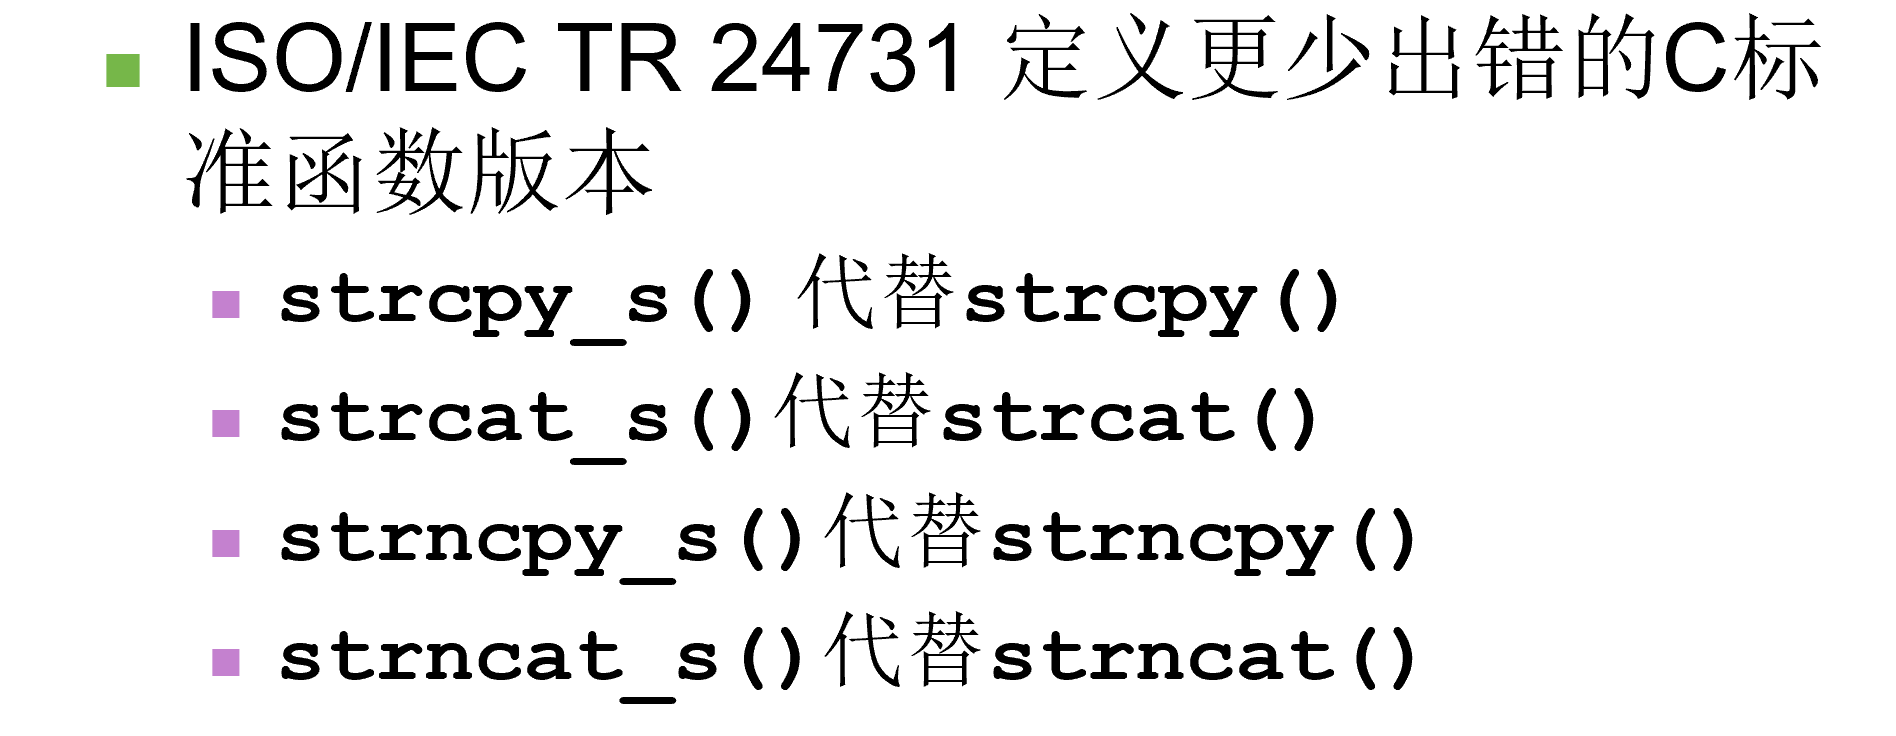 ISO/IEC TR 24731 定义更少出错的C标
准函数版本
strcpy_s() 代替strcpy()
strcat_s()代替strcat()
strncpy_s()代替strncpy()
strncat_s()代替strncat()